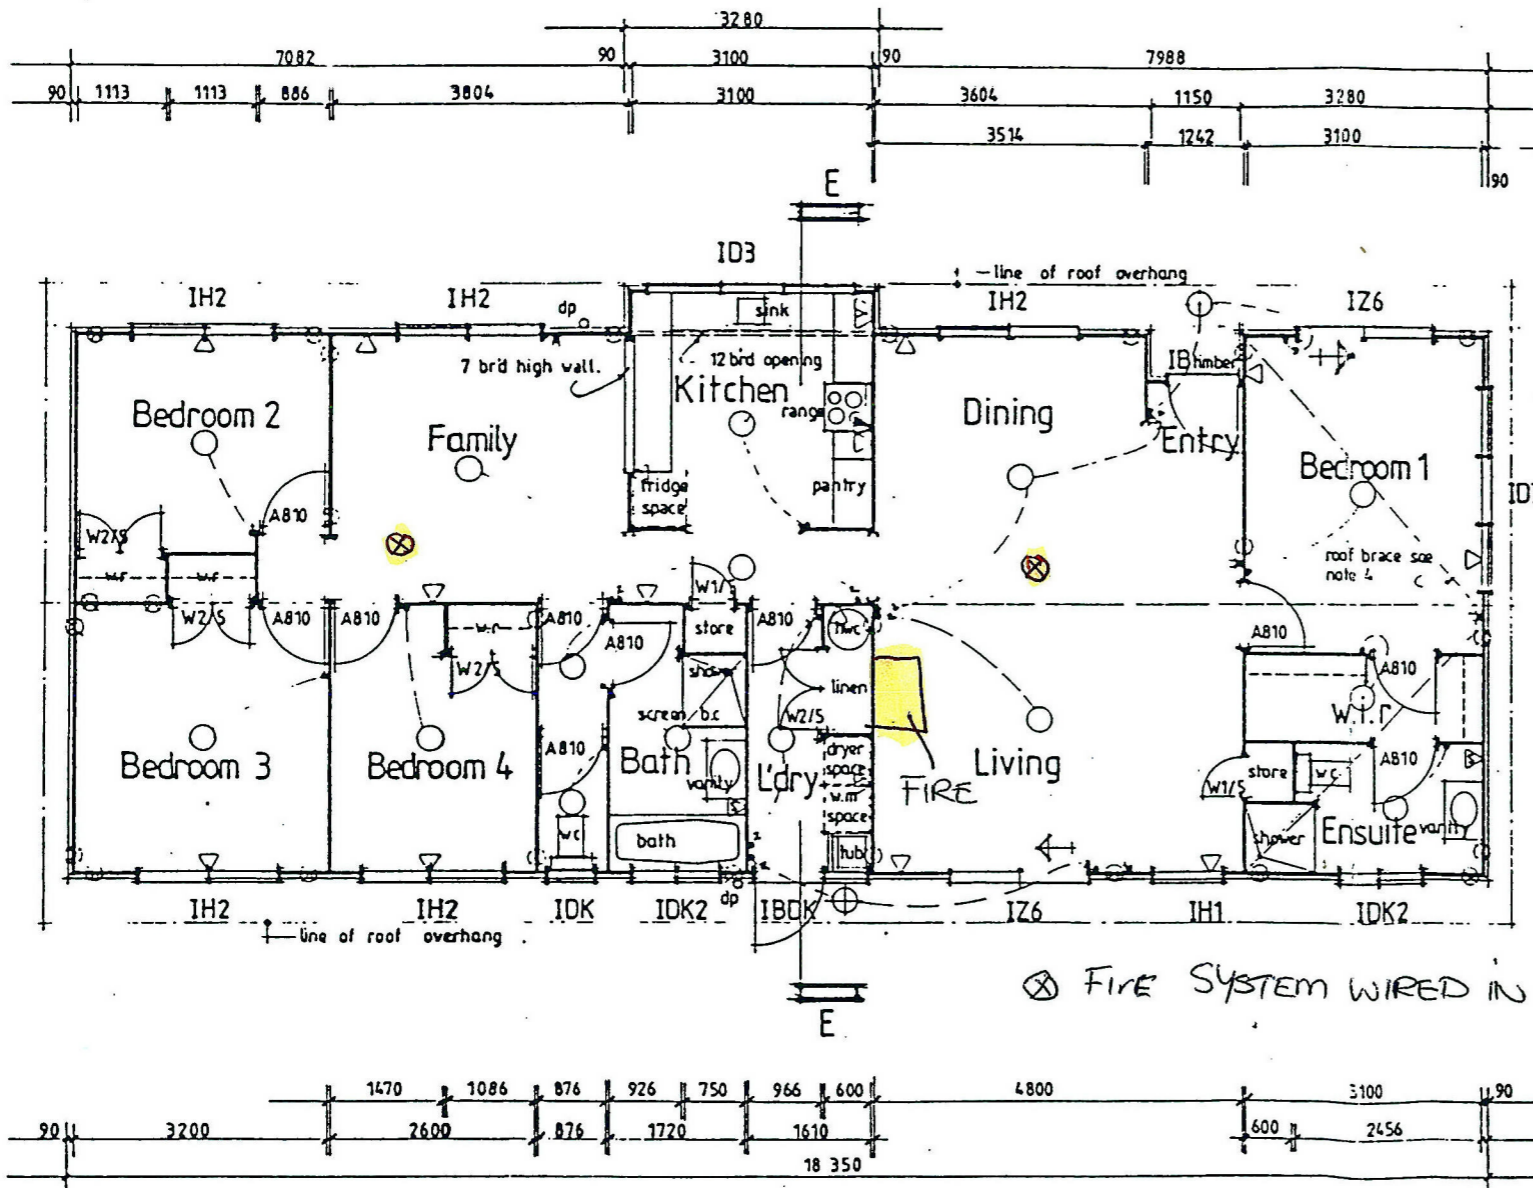 3280
7082 90 3100 90 7988
90 1113 1113 886 3804 3100 3604 1150 3280
3514 1242 3100
90
E
ID3
line of roof overhang
IH2 IH2 dp IH2 IZ6
sink
7 brd high wall.
12 brd opening
IB timber
Kitchen
range
Bedroom 2
Family
Dining
Entry
Bedroom 1
fridge
space
pantry
A810
W2/S
roof brace see
note 4
w.r w.r
W1/S
W2/S A810 A810 A810 A810 hwc
w.r store
A810 A810
W2/S shower A810
linen
screen b.c
W2/S
w.i.r
Bedroom 3 Bedroom 4 A810 Bath L'dry
dryer
space
Living
vanity
w.m
space
FIRE
store w.c A810
W1/S
wc bath tub
shower Ensuite vanity
dp
IH2 IH2 IDK IDK2 IBDK IZ6 IH1 IDK2
line of roof overhang
FIrE SYSTEM WIRED IN
E
1470 1086 876 926 750 966 600 4800 3100 90
90 3200 2600 876 1720 1610 600 2456
18 350